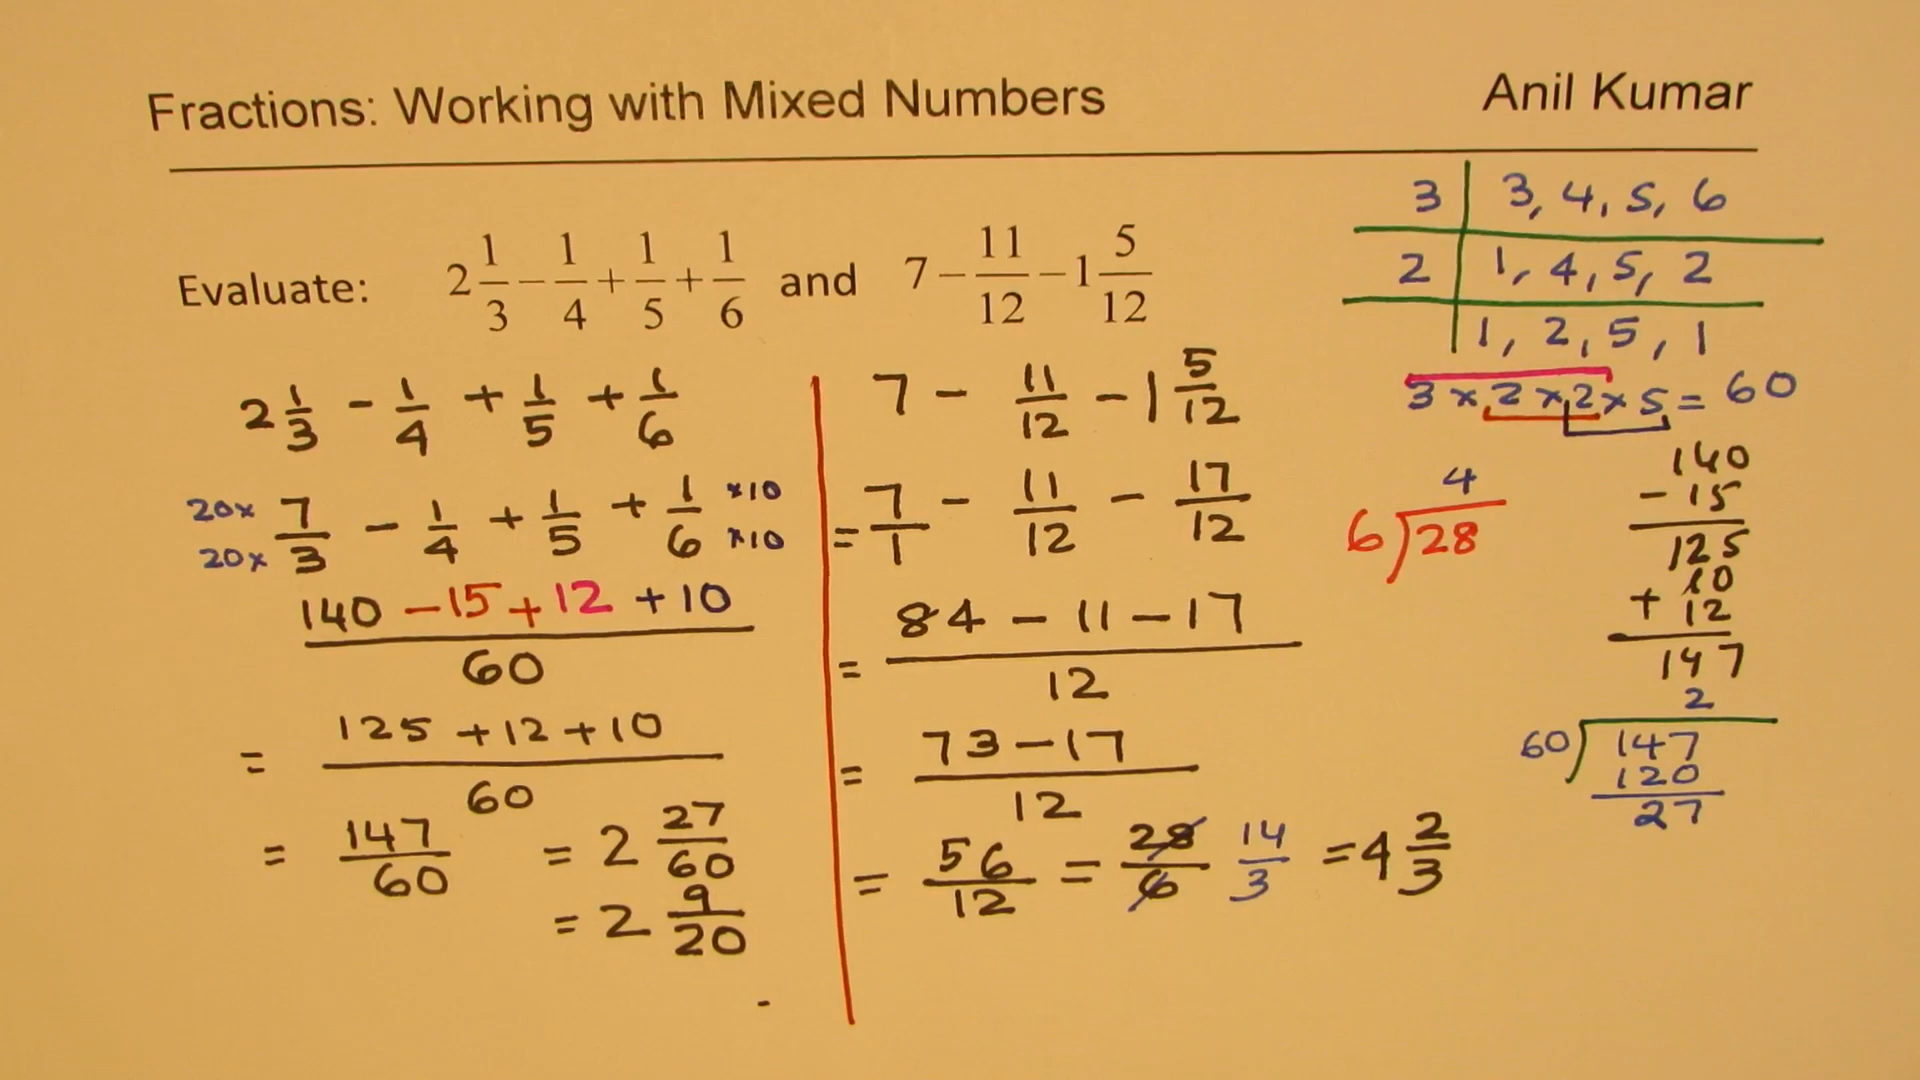 Fractions: Working with Mixed Numbers
Anil Kumar
Evaluate: 2 1/3 - 1/4 + 1/5 + 1/6 and 7 - 11/12 - 1 5/12
2 1/3 - 1/4 + 1/5 + 1/6
20x 7/20x 3 - 1/4 + 1/5 + 1 x10/6 x10
140 - 15 + 12 + 10 / 60
= 125 + 12 + 10 / 60
= 147/60 = 2 27/60
= 2 9/20
7 - 11/12 - 1 5/12
= 7/1 - 11/12 - 17/12
= 84 - 11 - 17 / 12
= 73 - 17 / 12
= 56/12 = 28/6 14/3 = 4 2/3
3 | 3, 4, 5, 6
2 | 1, 4, 5, 2
1, 2, 5, 1
3 x 2 x 2 x 5 = 60
4
6)28
140
- 15
125
10
+ 12
147
2
60)147
120
27